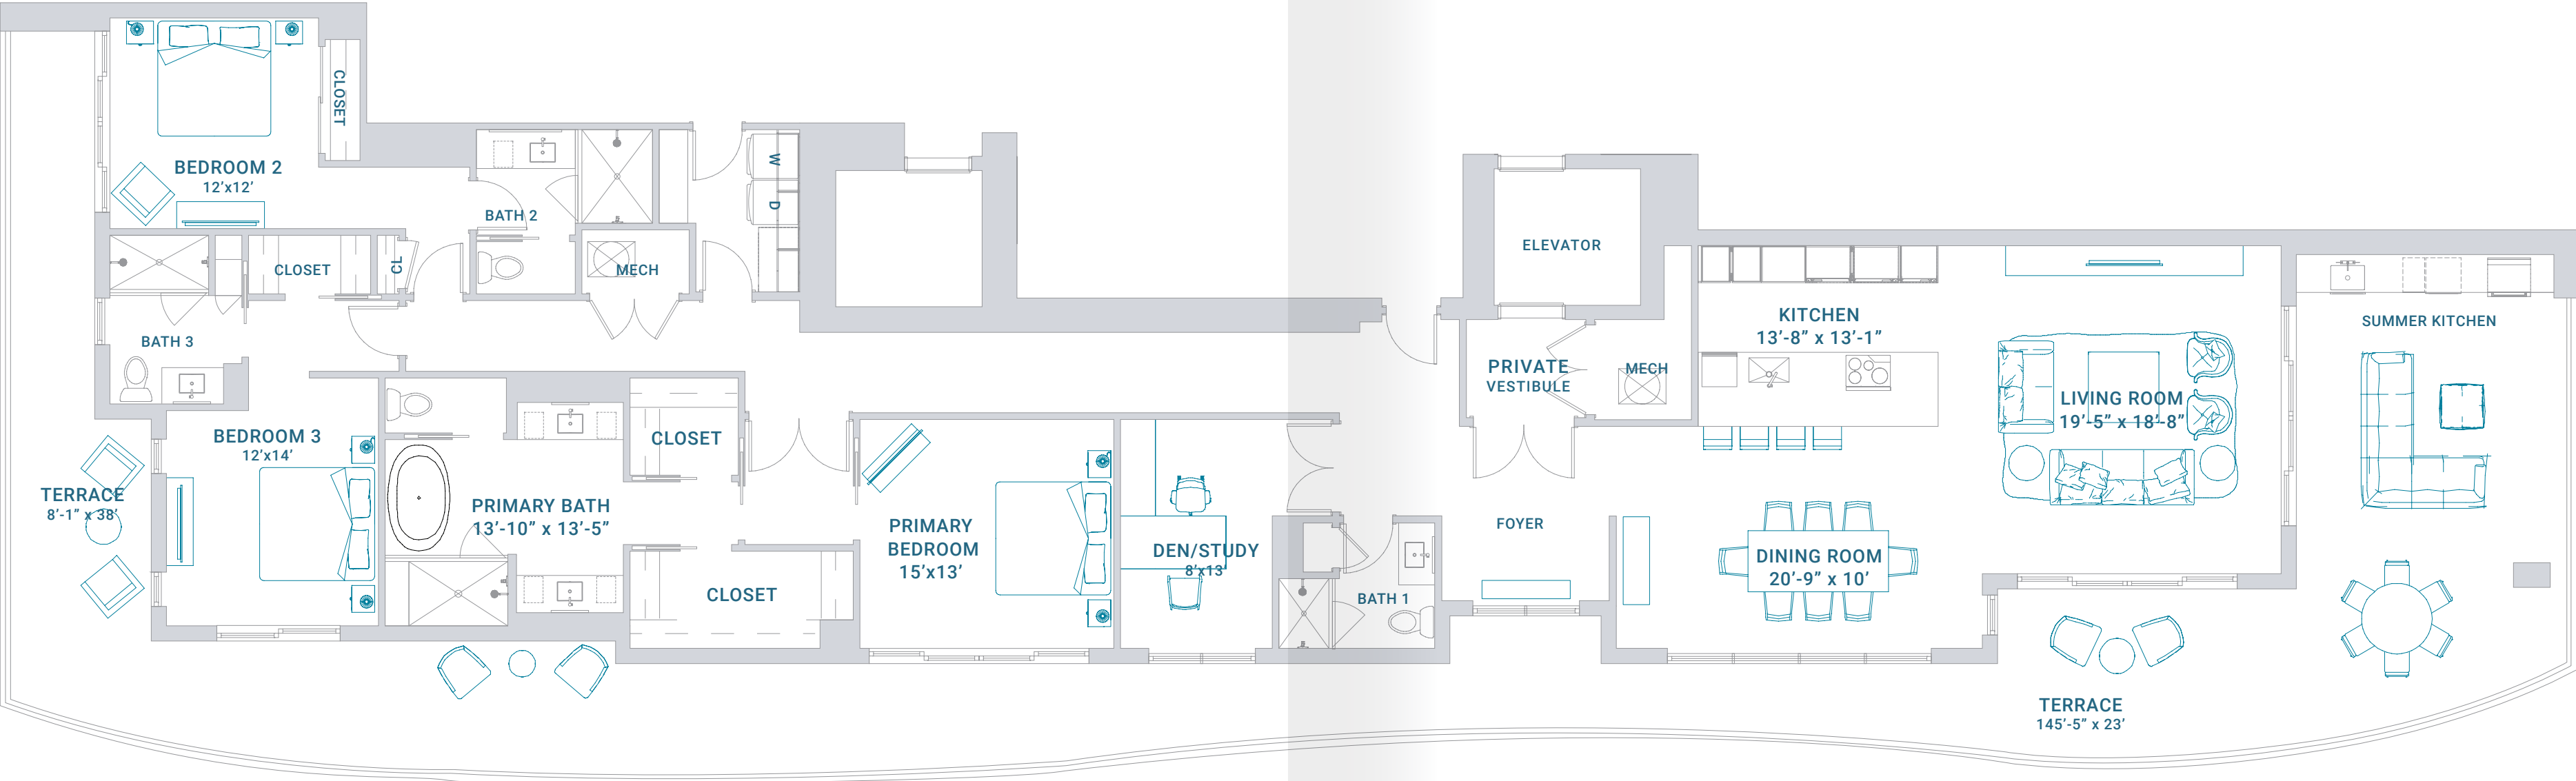 BEDROOM 2
12’x12’
CLOSET
BATH 2
W
D
MECH
CLOSET
CL
BATH 3
BEDROOM 3
12’x14’
TERRACE
8’-1” x 38’
PRIMARY BATH
13’-10” x 13’-5”
CLOSET
CLOSET
PRIMARY
BEDROOM
15’x13’
DEN/STUDY
8’x13’
BATH 1
ELEVATOR
PRIVATE
VESTIBULE
MECH
FOYER
KITCHEN
13’-8” x 13’-1”
DINING ROOM
20’-9” x 10’
LIVING ROOM
19’-5” x 18’-8”
SUMMER KITCHEN
TERRACE
145’-5” x 23’